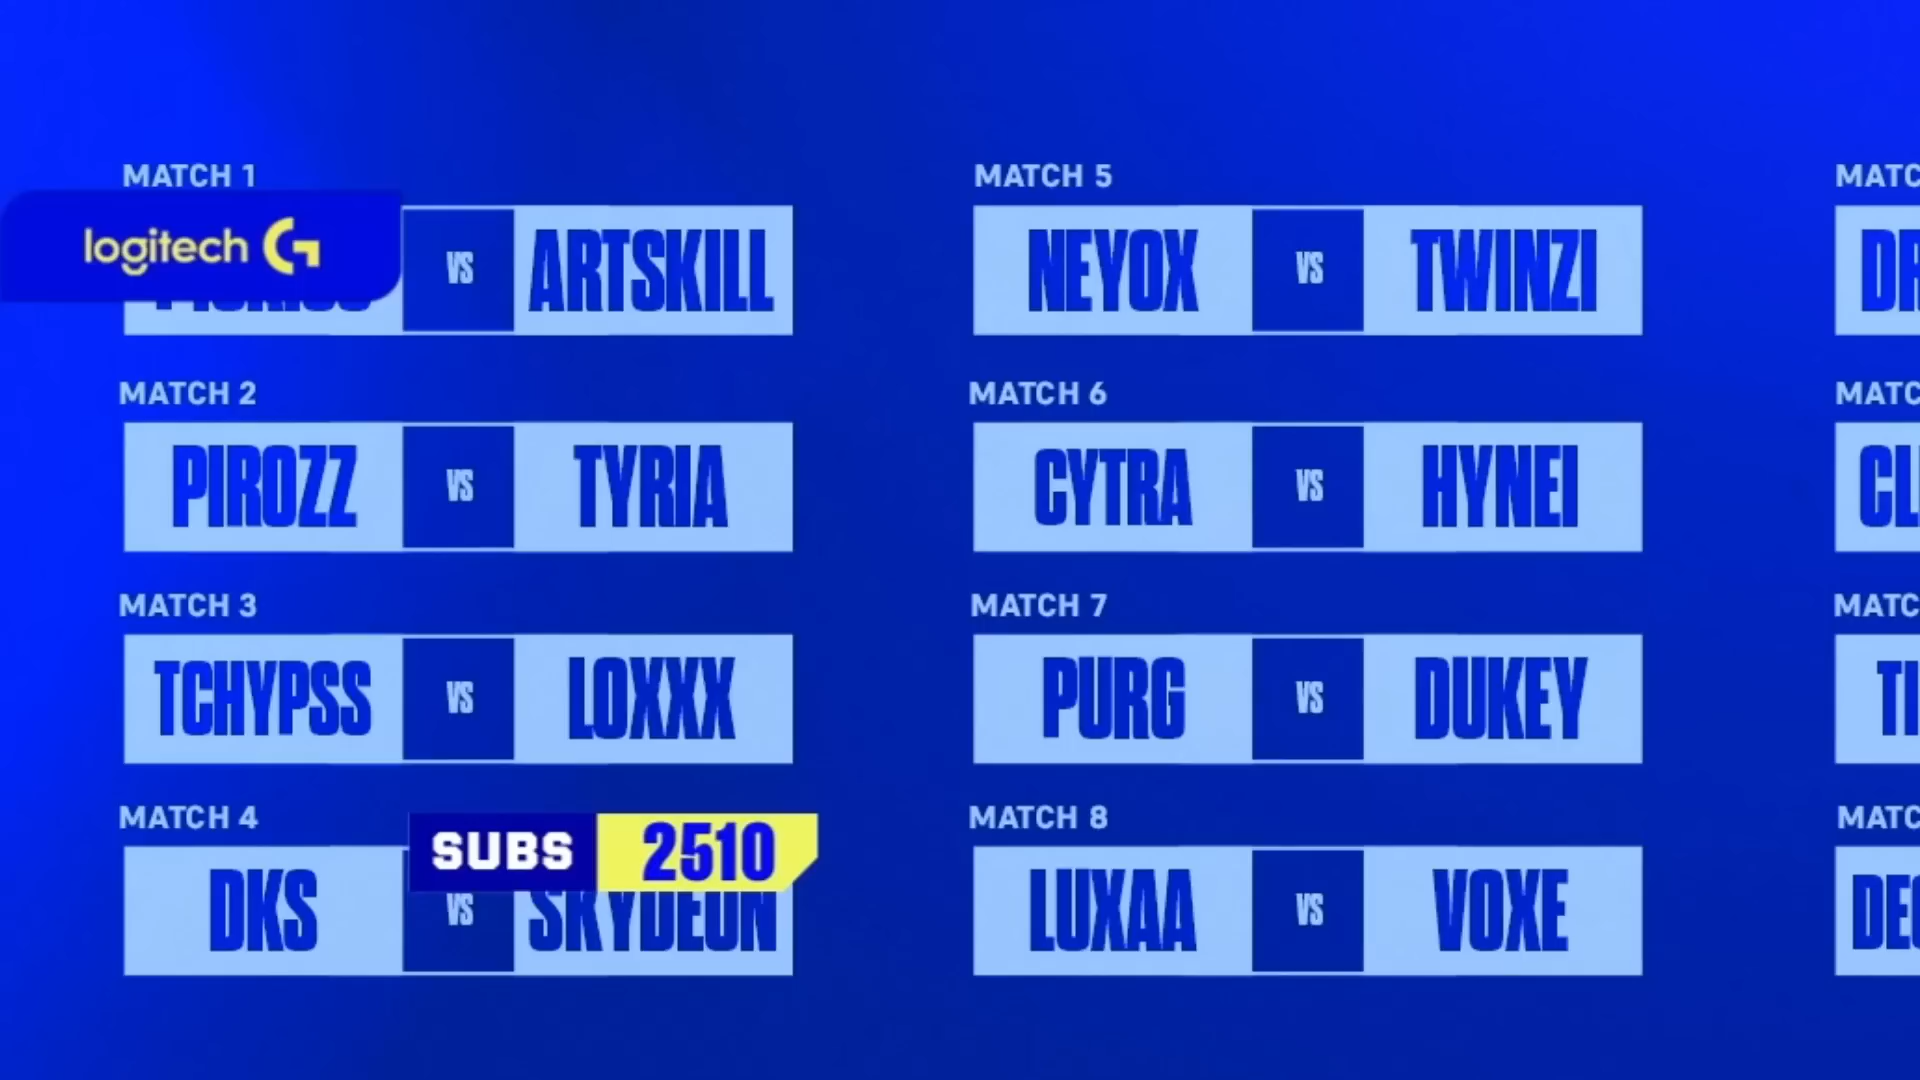 MATCH 1
logitech G
VS
ARTSKILL
MATCH 2
PIROZZ
VS
TYRIA
MATCH 3
TCHYPSS
VS
LOXXX
MATCH 4
SUBS 2510
DKS
VS
SKYDEON
MATCH 5
NEYOX
VS
TWINZI
MATCH 6
CYTRA
VS
HYNEI
MATCH 7
PURG
VS
DUKEY
MATCH 8
LUXAA
VS
VOXE